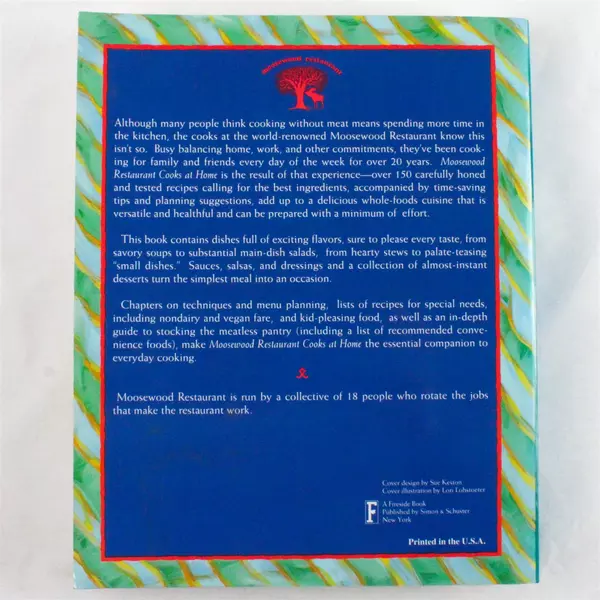 moosewood restaurant
Although many people think cooking without meat means spending more time in
the kitchen, the cooks at the world-renowned Moosewood Restaurant know this
isn't so. Busy balancing home, work, and other commitments, they've been cook-
ing for family and friends every day of the week for over 20 years. Moosewood
Restaurant Cooks at Home is the result of that experience—over 150 carefully honed
and tested recipes calling for the best ingredients, accompanied by time-saving
tips and planning suggestions, add up to a delicious whole-foods cuisine that is
versatile and healthful and can be prepared with a minimum of effort.
This book contains dishes full of exciting flavors, sure to please every taste, from
savory soups to substantial main-dish salads, from hearty stews to palate-teasing
"small dishes." Sauces, salsas, and dressings and a collection of almost-instant
desserts turn the simplest meal into an occasion.
Chapters on techniques and menu planning, lists of recipes for special needs,
including nondairy and vegan fare, and kid-pleasing food, as well as an in-depth
guide to stocking the meatless pantry (including a list of recommended conve-
nience foods), make Moosewood Restaurant Cooks at Home the essential companion to
everyday cooking.
Moosewood Restaurant is run by a collective of 18 people who rotate the jobs
that make the restaurant work.
Cover design by Sue Keston
Cover illustration by Lori Lohstoeter
F
A Fireside Book
Published by Simon & Schuster
New York
Printed in the U.S.A.